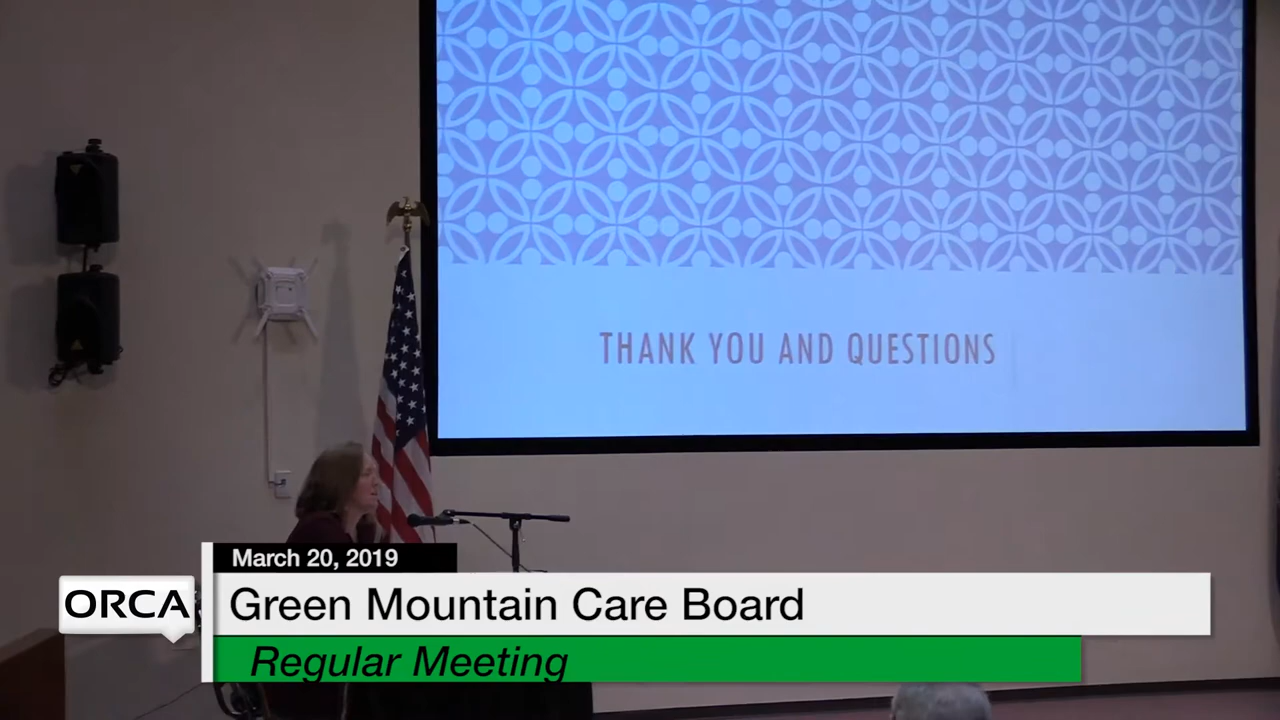 THANK YOU AND QUESTIONS
March 20, 2019
ORCA
Green Mountain Care Board
Regular Meeting